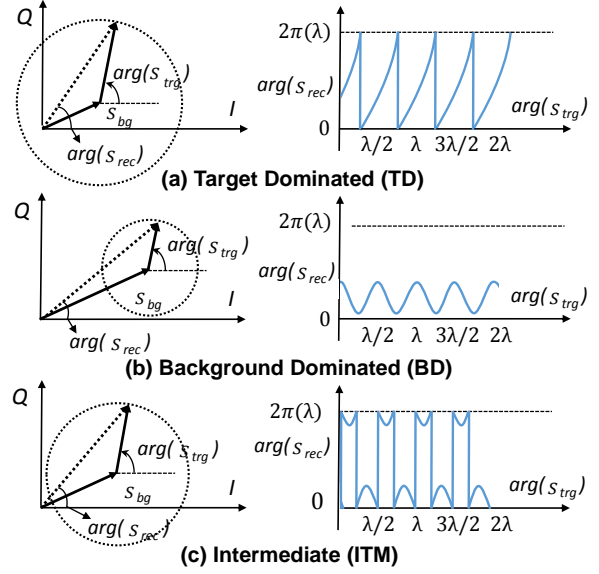 Q
arg(S_trg)
S_bg
I
arg(S_rec)
2π(λ)
arg(S_rec)
arg(S_trg)
0
λ/2 λ 3λ/2 2λ
(a) Target Dominated (TD)
Q
arg(S_trg)
S_bg
I
arg(S_rec)
2π(λ)
arg(S_rec)
arg(S_trg)
0
λ/2 λ 3λ/2 2λ
(b) Background Dominated (BD)
Q
arg(S_trg)
S_bg
I
arg(S_rec)
2π(λ)
arg(S_rec)
arg(S_trg)
0
λ/2 λ 3λ/2 2λ
(c) Intermediate (ITM)